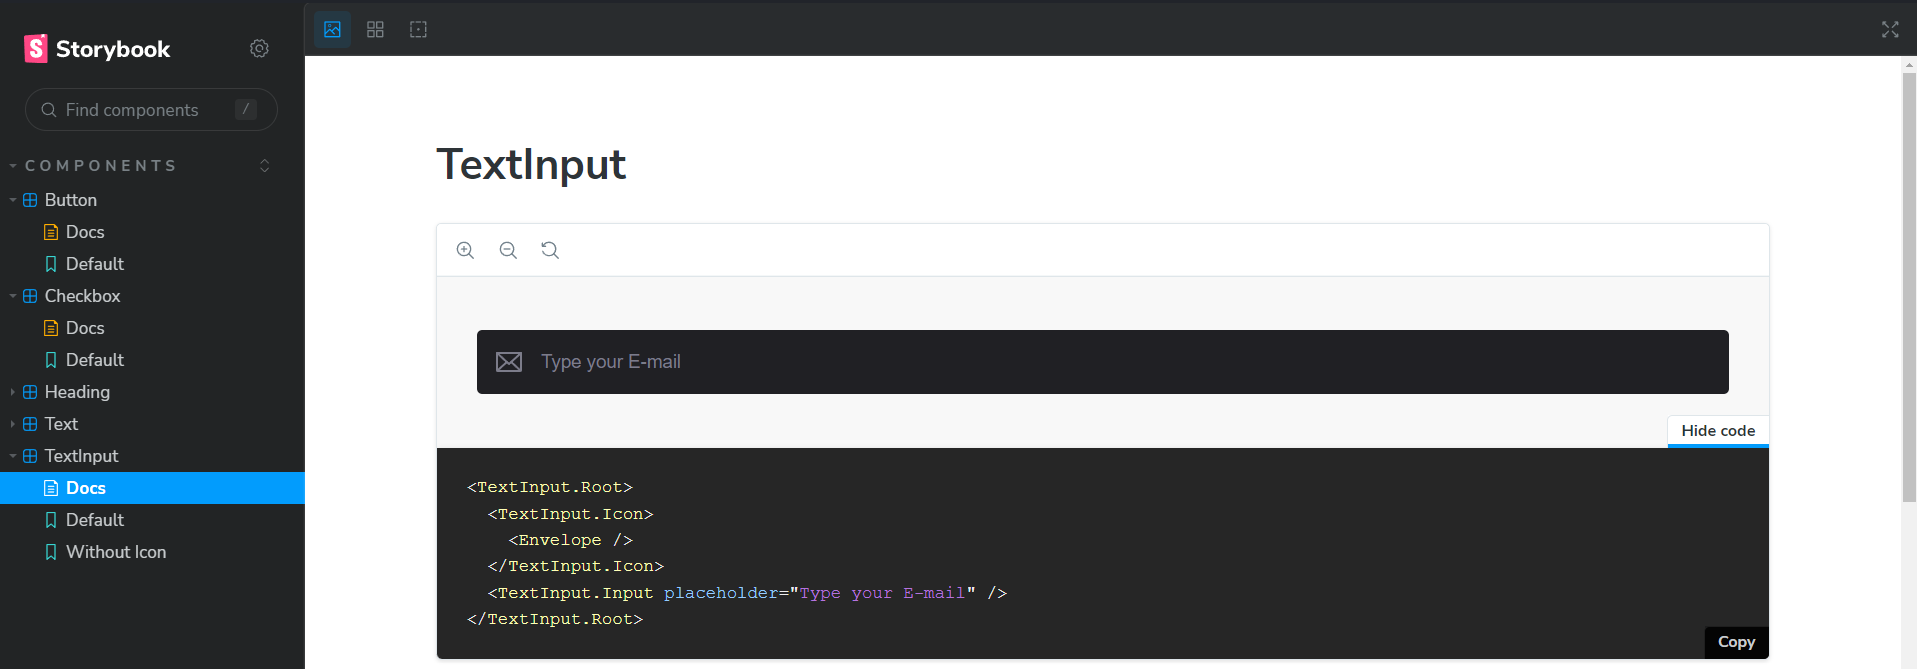 Storybook
Find components /
COMPONENTS
Button
Docs
Default
Checkbox
Docs
Default
Heading
Text
TextInput
Docs
Default
Without Icon
TextInput
Type your E-mail
Hide code
<TextInput.Root>
  <TextInput.Icon>
    <Envelope />
  </TextInput.Icon>
  <TextInput.Input placeholder="Type your E-mail" />
</TextInput.Root>
Copy